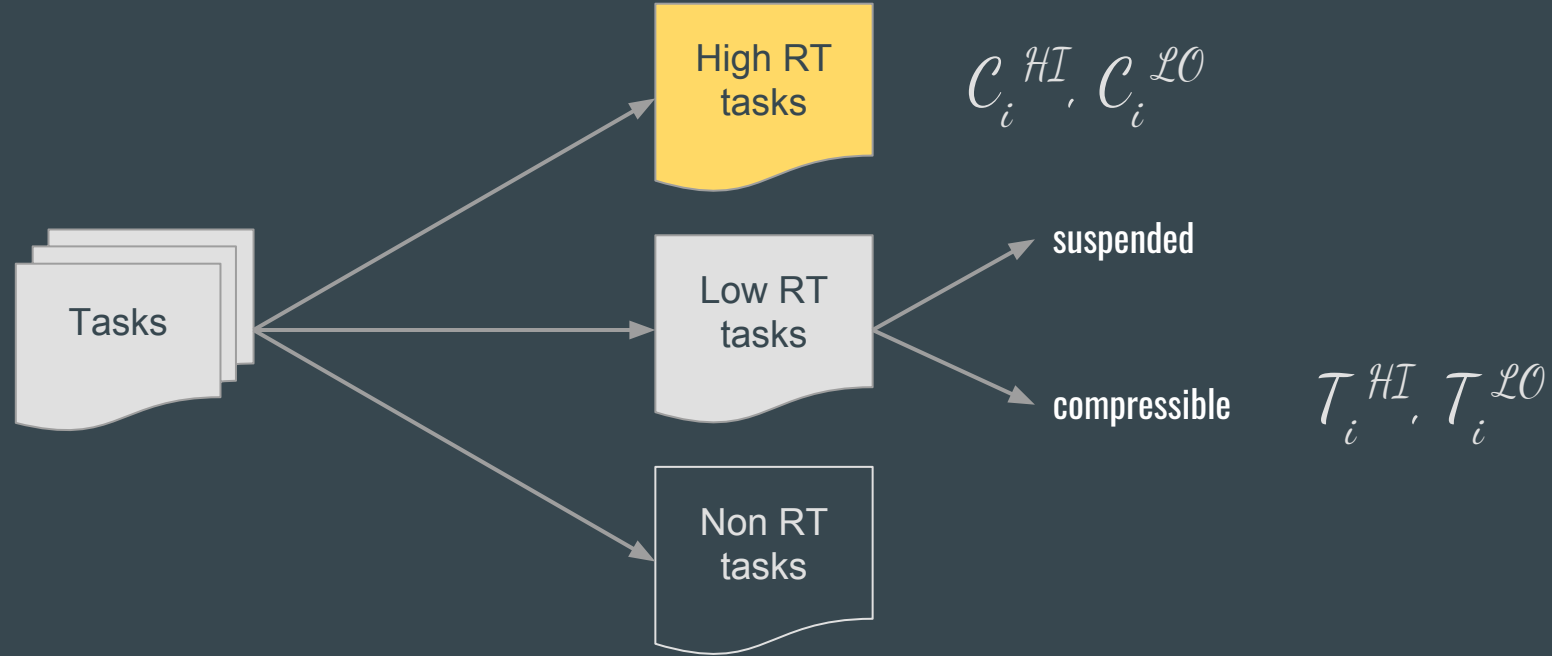 High RT
tasks
C_i^HI, C_i^LO
Tasks
Low RT
tasks
suspended
compressible
T_i^HI, T_i^LO
Non RT
tasks